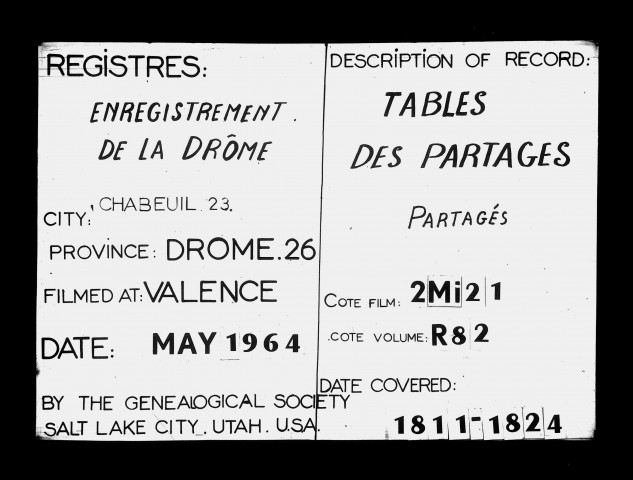 REGISTRES:
ENREGISTREMENT.
DE LA DRÔME
CITY: CHABEUIL 23.
PROVINCE: DROME.26
FILMED AT: VALENCE
DATE: MAY 1964
BY THE GENEALOGICAL SOCIETY
SALT LAKE CITY. UTAH. U.S.A.
DESCRIPTION OF RECORD:
TABLES
DES PARTAGES
PARTAGÉS
COTE FILM: 2Mi21
COTE VOLUME: R82
DATE COVERED:
1811-1824